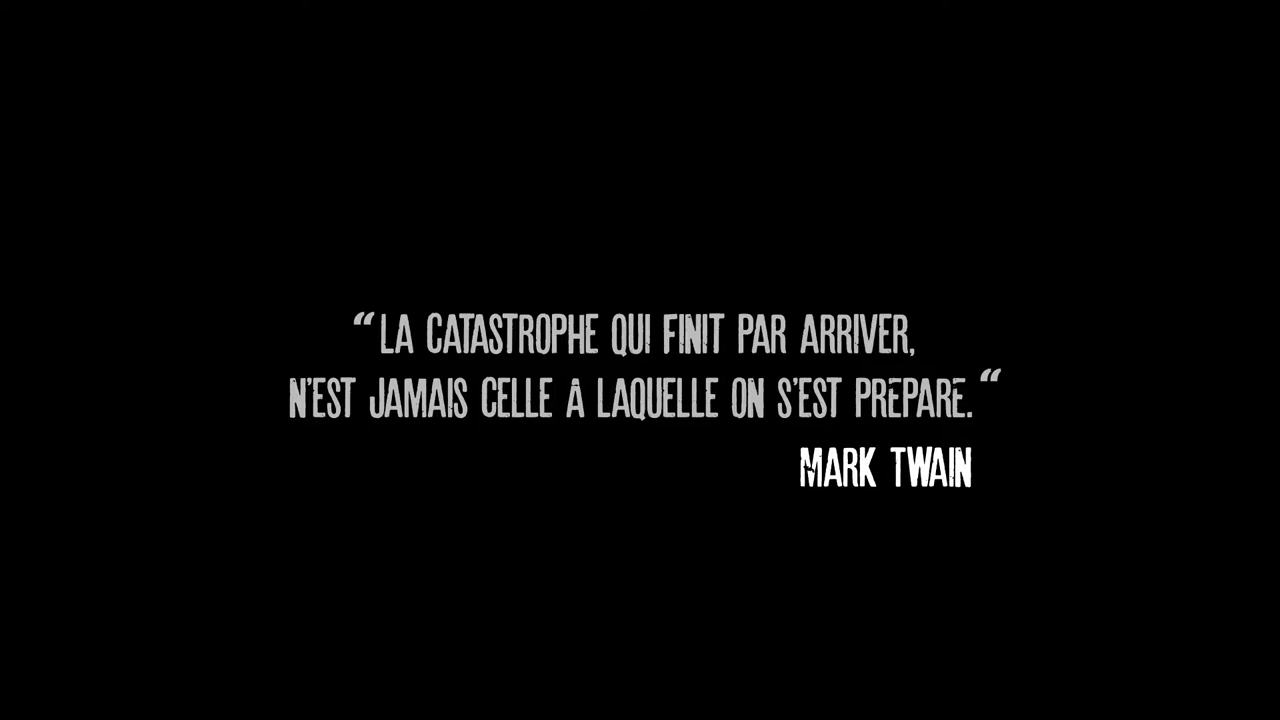 “LA CATASTROPHE QUI FINIT PAR ARRIVER,
N'EST JAMAIS CELLE A LAQUELLE ON S'EST PREPARE.“
MARK TWAIN